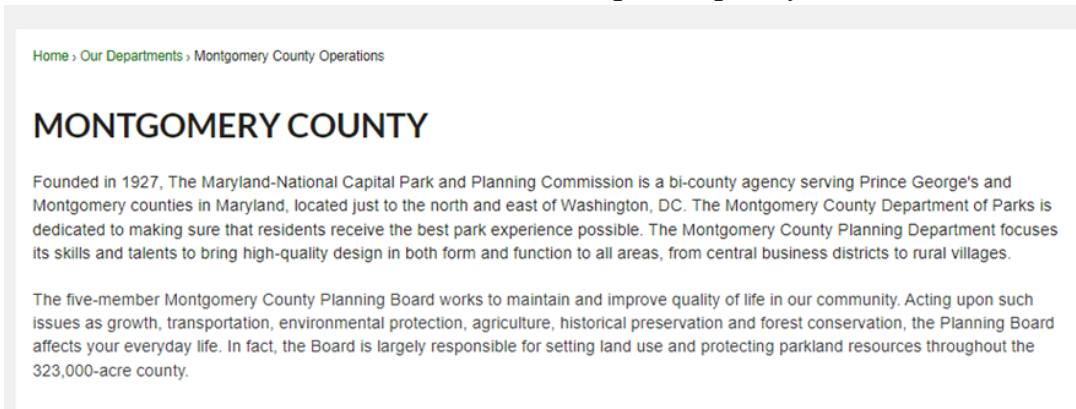 Home › Our Departments › Montgomery County Operations
MONTGOMERY COUNTY
Founded in 1927, The Maryland-National Capital Park and Planning Commission is a bi-county agency serving Prince George's and
Montgomery counties in Maryland, located just to the north and east of Washington, DC. The Montgomery County Department of Parks is
dedicated to making sure that residents receive the best park experience possible. The Montgomery County Planning Department focuses
its skills and talents to bring high-quality design in both form and function to all areas, from central business districts to rural villages.
The five-member Montgomery County Planning Board works to maintain and improve quality of life in our community. Acting upon such
issues as growth, transportation, environmental protection, agriculture, historical preservation and forest conservation, the Planning Board
affects your everyday life. In fact, the Board is largely responsible for setting land use and protecting parkland resources throughout the
323,000-acre county.